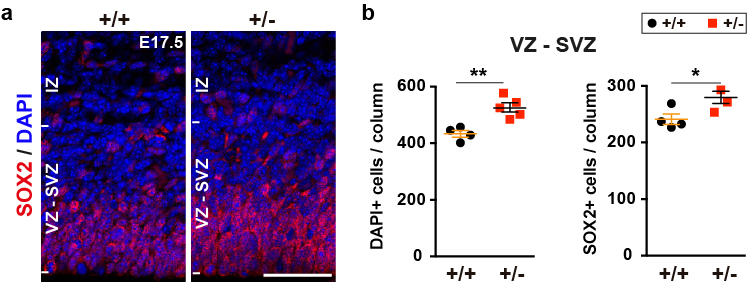 a
+/+
+/-
E17.5
IZ
IZ
VZ - SVZ
VZ - SVZ
SOX2 / DAPI
b
+/+ +/-
VZ - SVZ
**
600
400
200
0
DAPI+ cells / column
+/+ +/-
*
300
200
100
0
SOX2+ cells / column
+/+ +/-